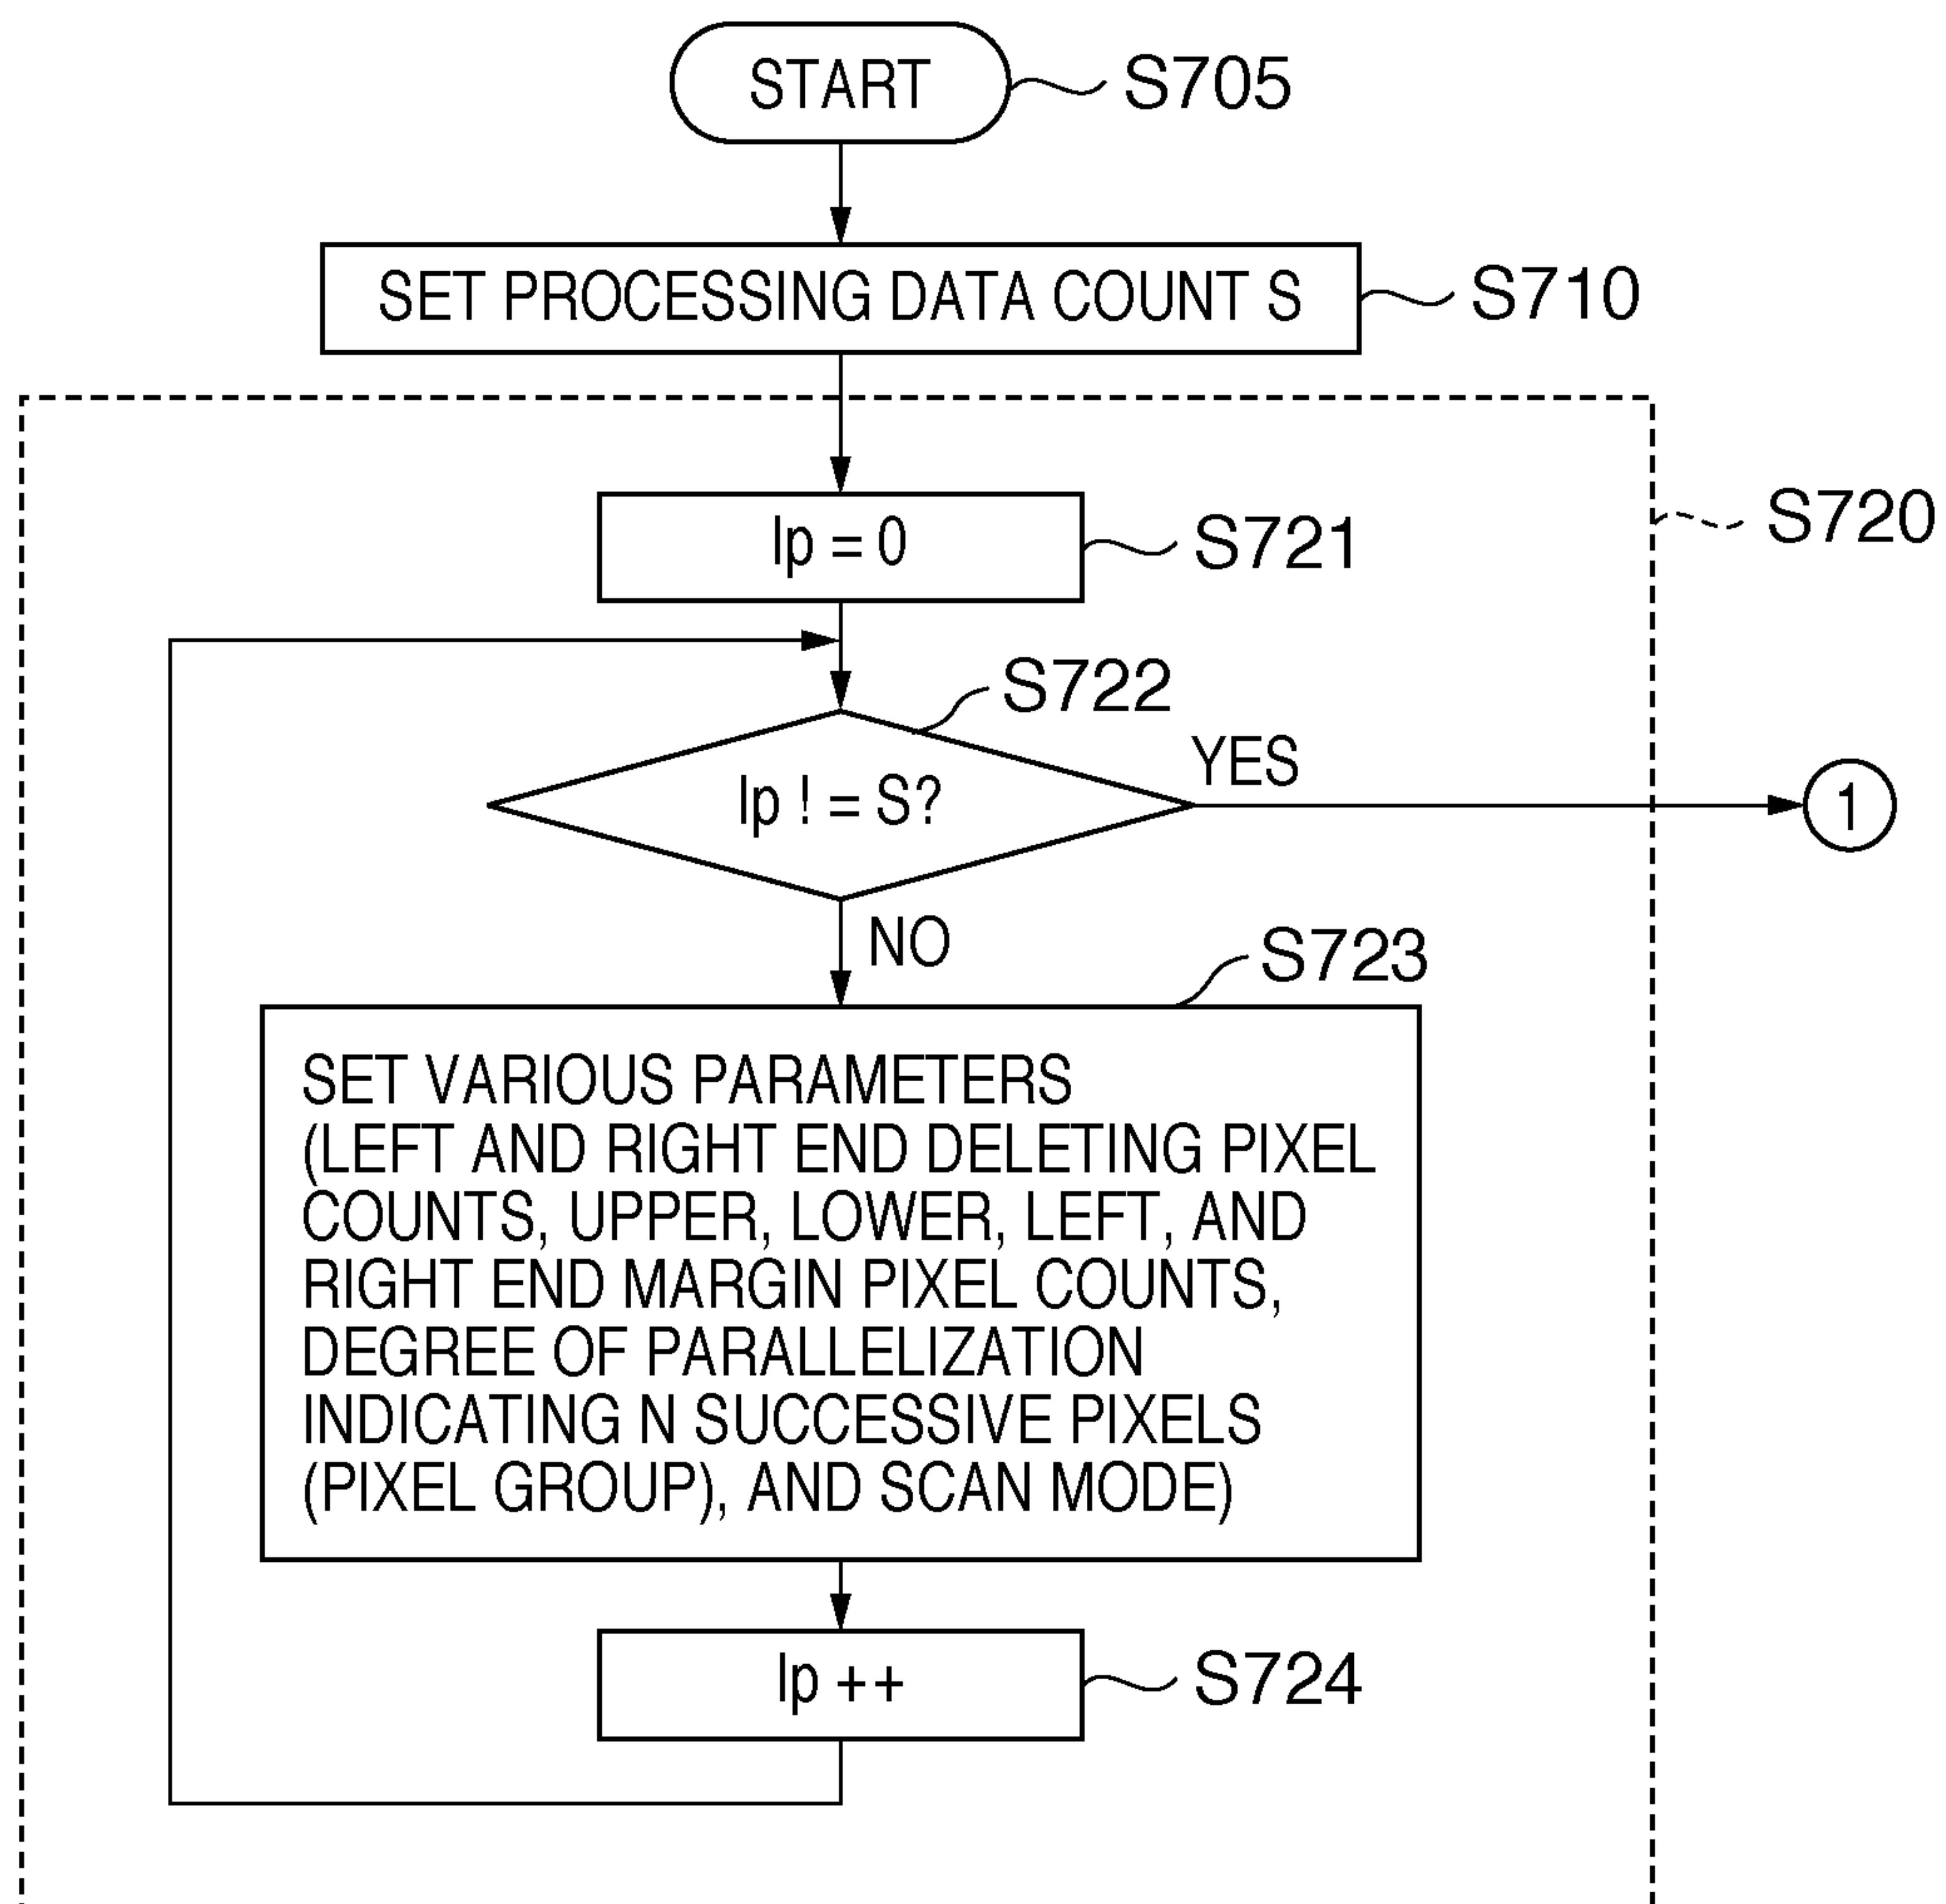 START
S705
SET PROCESSING DATA COUNT S
S710
S720
lp = 0
S721
S722
lp ! = S?
YES
1
NO
S723
SET VARIOUS PARAMETERS
(LEFT AND RIGHT END DELETING PIXEL
COUNTS, UPPER, LOWER, LEFT, AND
RIGHT END MARGIN PIXEL COUNTS,
DEGREE OF PARALLELIZATION
INDICATING N SUCCESSIVE PIXELS
(PIXEL GROUP), AND SCAN MODE)
lp ++
S724